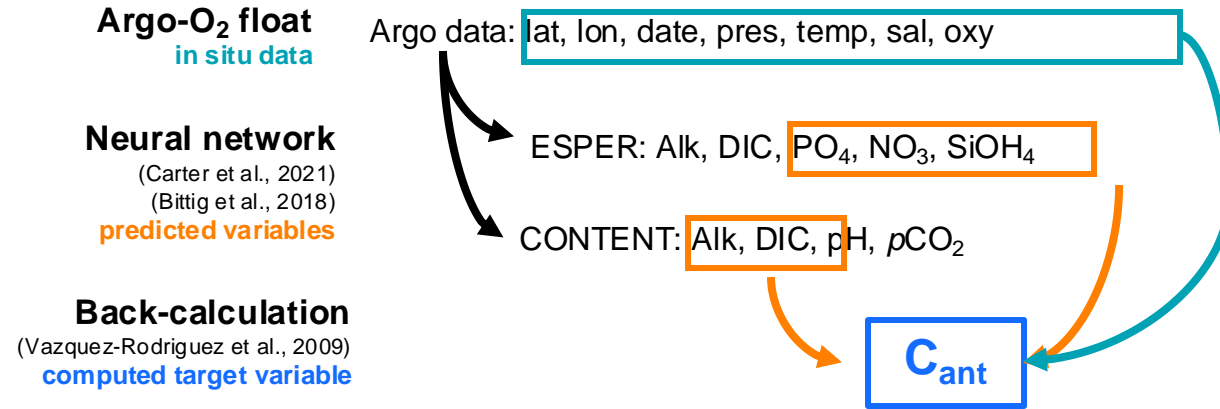 Argo-O₂ float
in situ data
Argo data: lat, lon, date, pres, temp, sal, oxy
Neural network
(Carter et al., 2021)
(Bittig et al., 2018)
predicted variables
ESPER: Alk, DIC, PO₄, NO₃, SiOH₄
CONTENT: Alk, DIC, pH, pCO₂
Back-calculation
(Vazquez-Rodriguez et al., 2009)
computed target variable
Cₐₙₜ